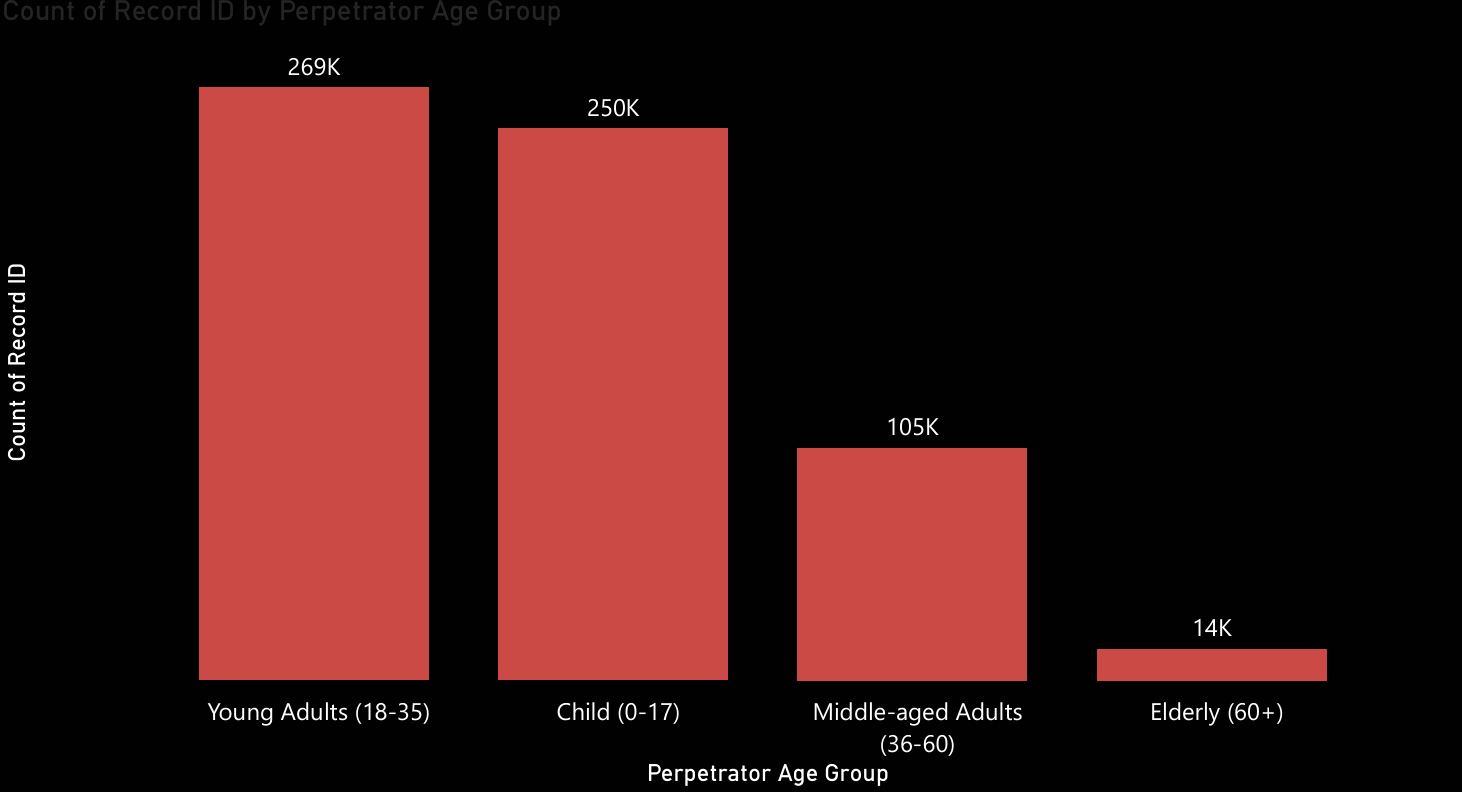 Count of Record ID by Perpetrator Age Group
269K
250K
105K
14K
Count of Record ID
Young Adults (18-35)
Child (0-17)
Middle-aged Adults
(36-60)
Elderly (60+)
Perpetrator Age Group